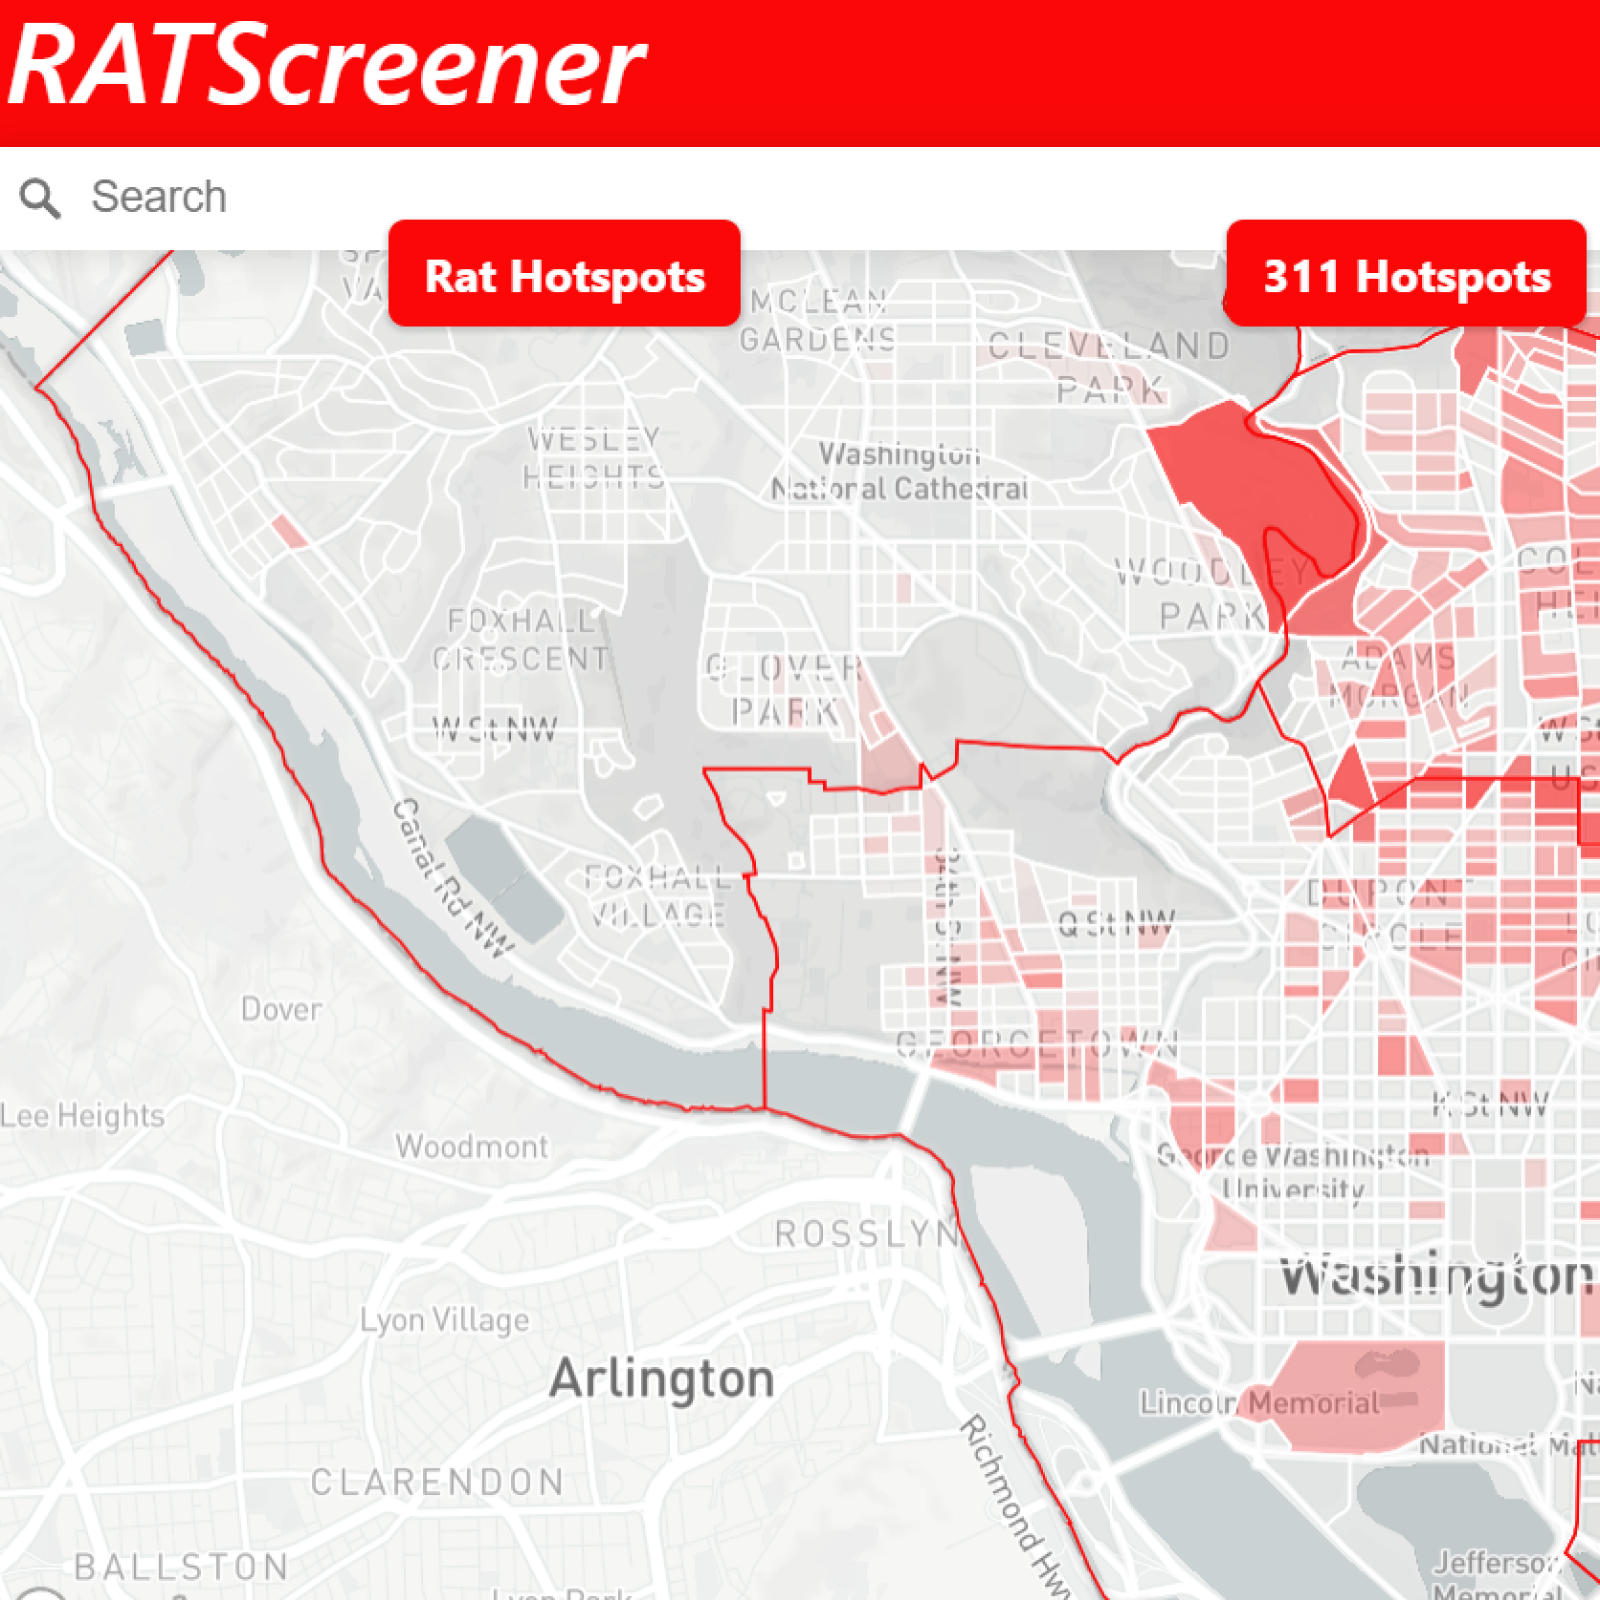 RATScreener
Search
Rat Hotspots
311 Hotspots
MCLEAN
GARDENS
CLEVELAND
PARK
WESLEY
HEIGHTS
Washington
National Cathedral
WOODLEY
PARK
FOXHALL
CRESCENT
GLOVER
PARK
ADAMS
MORGAN
W St NW
Canal Rd NW
FOXHALL
VILLAGE
DUPONT
CIRCLE
Q St NW
Dover
GEORGETOWN
Lee Heights
Woodmont
K St NW
George Washington
University
ROSSLYN
Washington
Lyon Village
Arlington
Lincoln Memorial
National Mall
CLARENDON
Richmond Hwy
BALLSTON
Jefferson
Memorial
Lyon Park